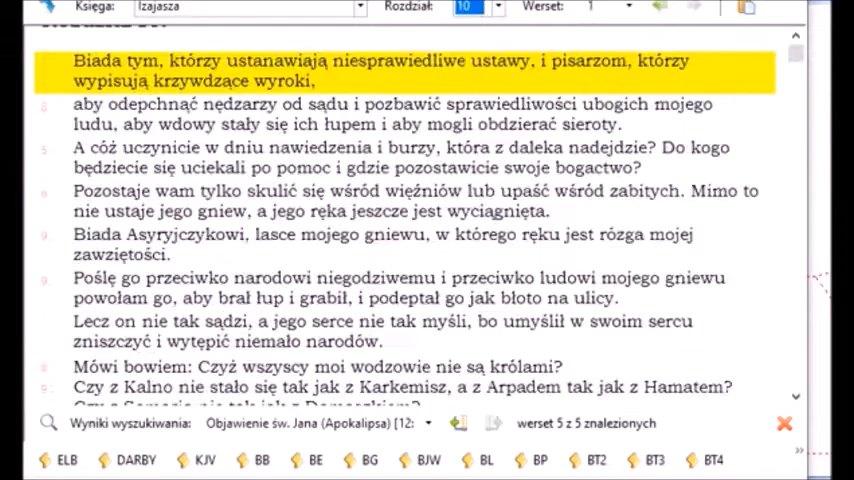 Księga: Izajasza Rozdział: 10 Werset: 1
Biada tym, którzy ustanawiają niesprawiedliwe ustawy, i pisarzom, którzy
wypisują krzywdzące wyroki,
aby odepchnąć nędzarzy od sądu i pozbawić sprawiedliwości ubogich mojego
ludu, aby wdowy stały się ich łupem i aby mogli obdzierać sieroty.
A cóż uczynicie w dniu nawiedzenia i burzy, która z daleka nadejdzie? Do kogo
będziecie się uciekali po pomoc i gdzie pozostawicie swoje bogactwo?
Pozostaje wam tylko skulić się wśród więźniów lub upaść wśród zabitych. Mimo to
nie ustaje jego gniew, a jego ręka jeszcze jest wyciągnięta.
Biada Asyryjczykowi, lasce mojego gniewu, w którego ręku jest rózga mojej
zawziętości.
Poślę go przeciwko narodowi niegodziwemu i przeciwko ludowi mojego gniewu
powołam go, aby brał łup i grabił, i podeptał go jak błoto na ulicy.
Lecz on nie tak sądzi, a jego serce nie tak myśli, bo umyślił w swoim sercu
zniszczyć i wytępić niemało narodów.
Mówi bowiem: Czyż wszyscy moi wodzowie nie są królami?
Czy z Kalno nie stało się tak jak z Karkemisz, a z Arpadem tak jak z Hamatem?
Wyniki wyszukiwania: Objawienie św. Jana (Apokalipsa) [12: werset 5 z 5 znalezionych
ELB DARBY KJV BB BE BG BJW BL BP BT2 BT3 BT4